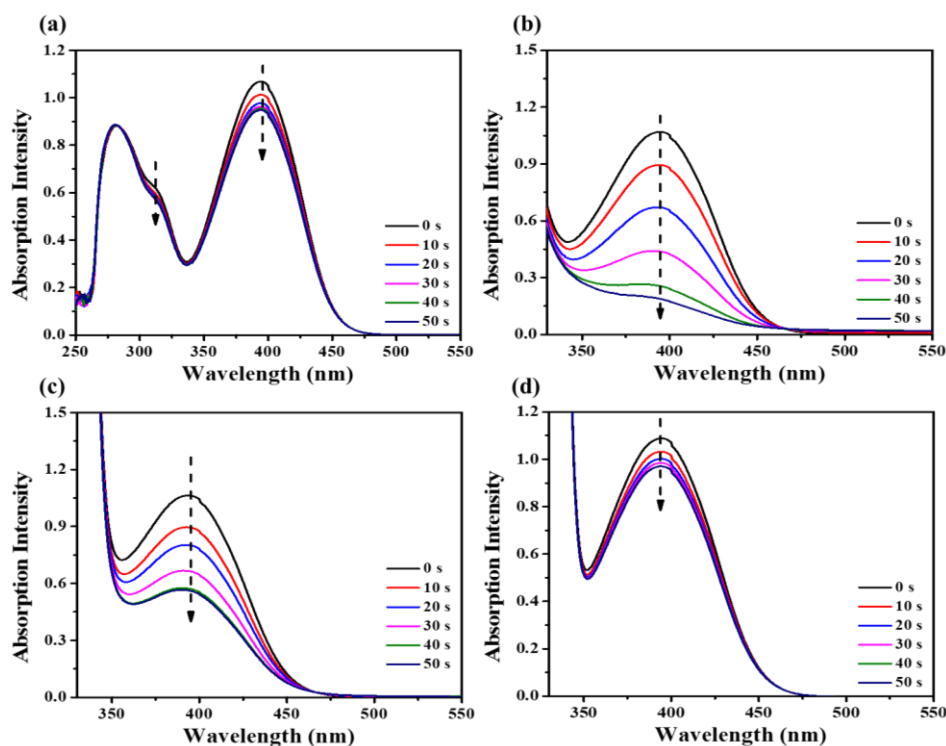 (a)
Absorption Intensity
1.2
1.0
0.8
0.6
0.4
0.2
0.0
0 s
10 s
20 s
30 s
40 s
50 s
250
300
350
400
450
500
550
Wavelength (nm)
(b)
Absorption Intensity
1.5
1.2
0.9
0.6
0.3
0.0
0 s
10 s
20 s
30 s
40 s
50 s
350
400
450
500
550
Wavelength (nm)
(c)
Absorption Intensity
1.5
1.2
0.9
0.6
0.3
0.0
0 s
10 s
20 s
30 s
40 s
50 s
350
400
450
500
550
Wavelength (nm)
(d)
Absorption Intensity
1.2
1.0
0.8
0.6
0.4
0.2
0.0
0 s
10 s
20 s
30 s
40 s
50 s
350
400
450
500
550
Wavelength (nm)